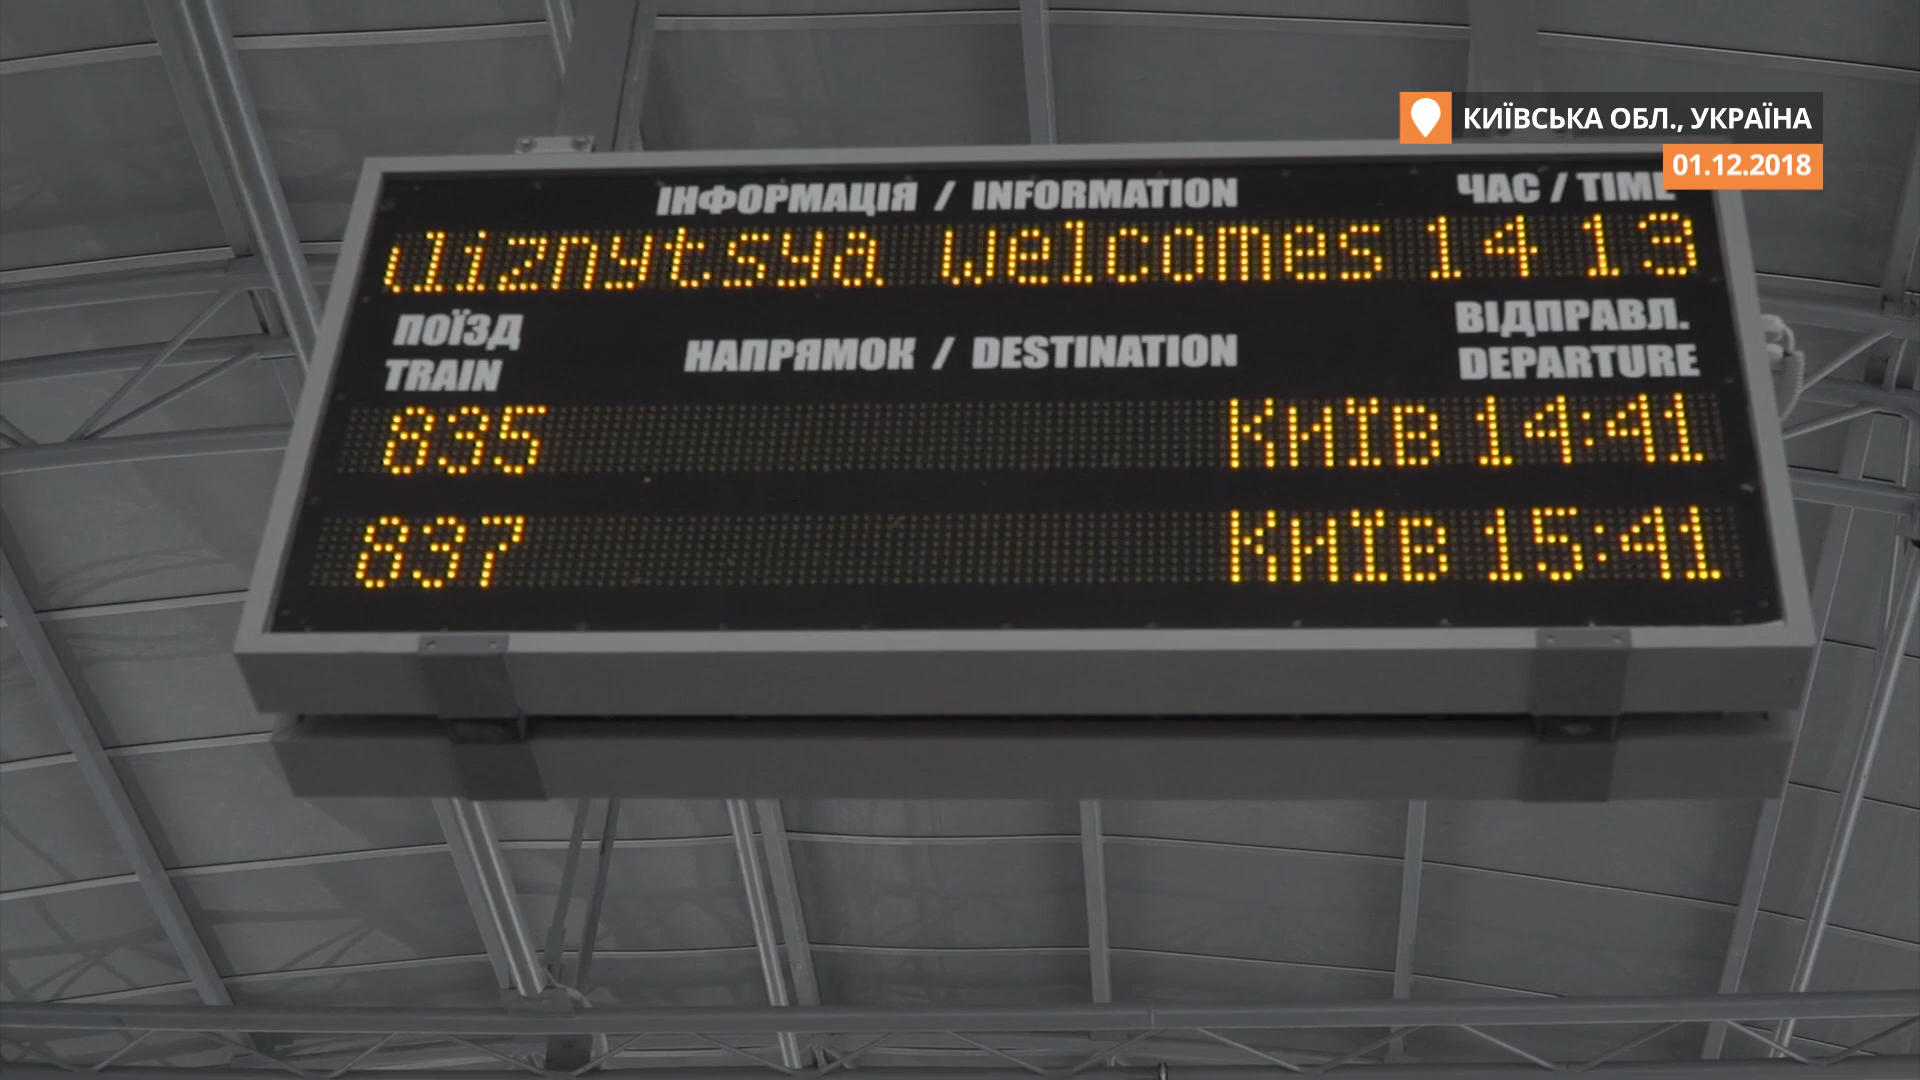 КИЇВСЬКА ОБЛ., УКРАЇНА
01.12.2018
ІНФОРМАЦІЯ / INFORMATION ЧАС / TIME
liznytsya welcomes 14 13
ПОЇЗД
TRAIN
НАПРЯМОК / DESTINATION
ВІДПРАВЛ.
DEPARTURE
835 КИЇВ 14:41
837 КИЇВ 15:41